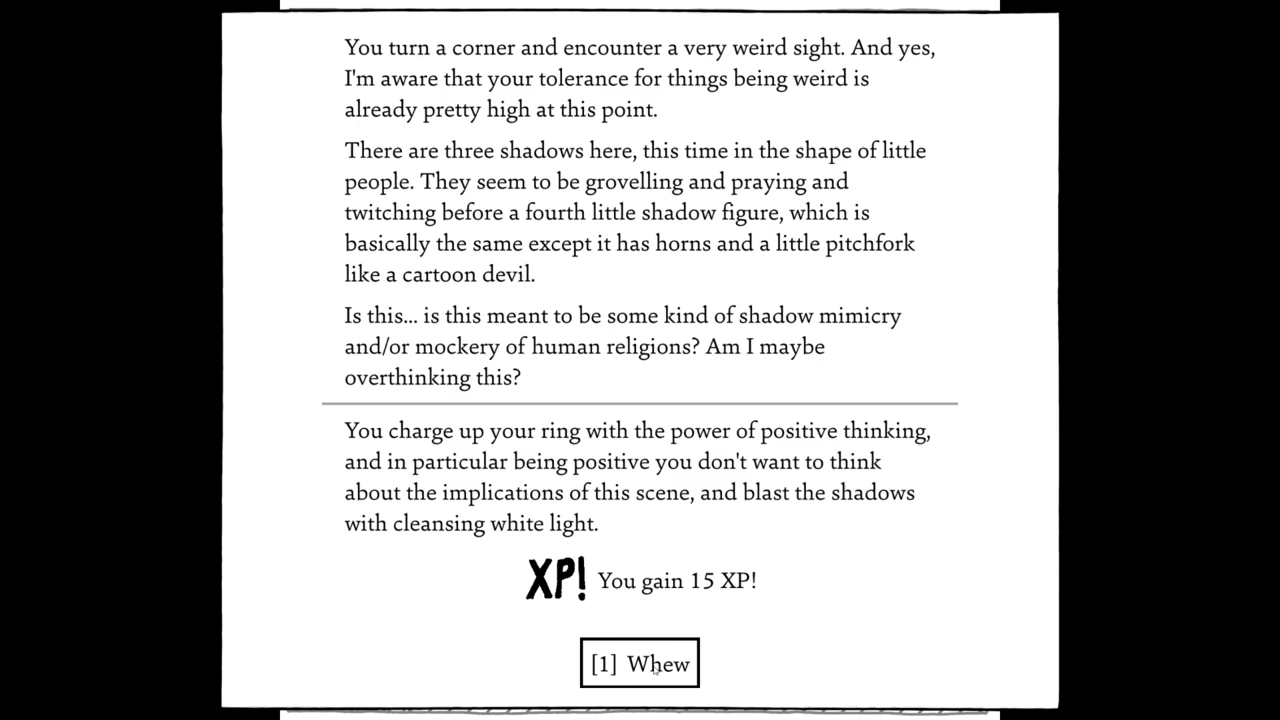 You turn a corner and encounter a very weird sight. And yes,
I'm aware that your tolerance for things being weird is
already pretty high at this point.
There are three shadows here, this time in the shape of little
people. They seem to be grovelling and praying and
twitching before a fourth little shadow figure, which is
basically the same except it has horns and a little pitchfork
like a cartoon devil.
Is this... is this meant to be some kind of shadow mimicry
and/or mockery of human religions? Am I maybe
overthinking this?
You charge up your ring with the power of positive thinking,
and in particular being positive you don't want to think
about the implications of this scene, and blast the shadows
with cleansing white light.
XP! You gain 15 XP!
[1] Whew